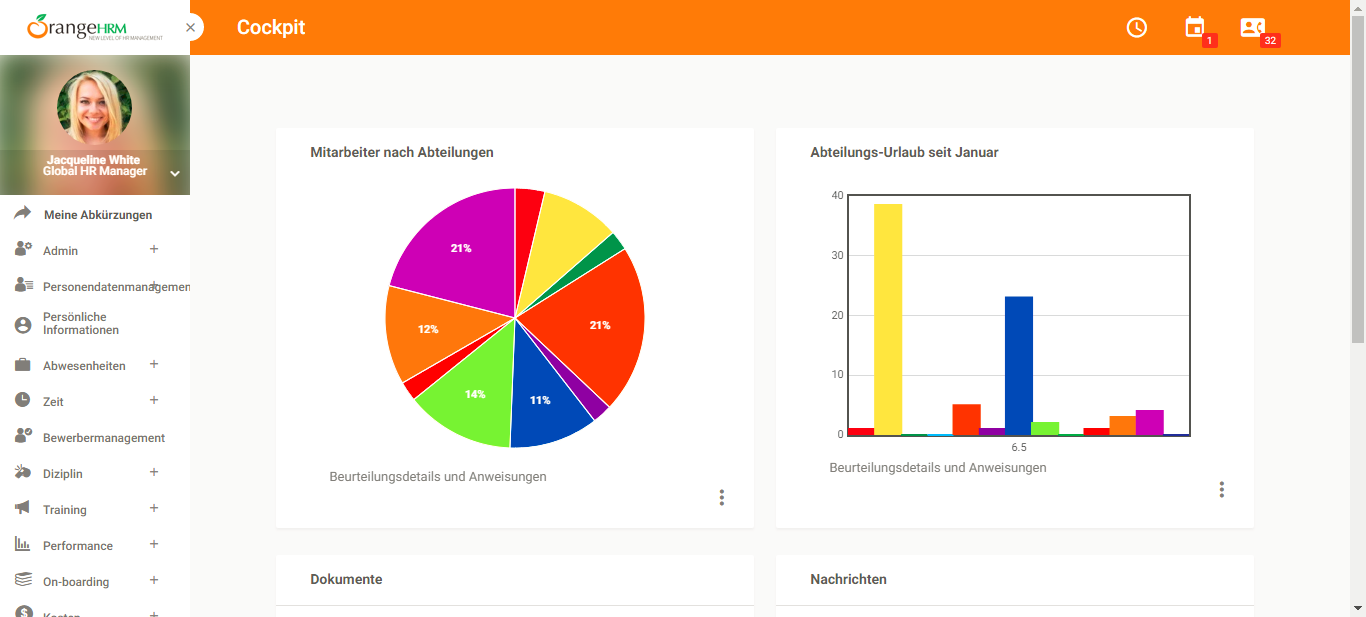 OrangeHRM
NEW LEVEL OF HR MANAGEMENT
Cockpit
1
32
Jacqueline White
Global HR Manager
Meine Abkürzungen
Admin
Personendatenmanagemen
Persönliche
Informationen
Abwesenheiten
Zeit
Bewerbermanagement
Diziplin
Training
Performance
On-boarding
Kosten
Mitarbeiter nach Abteilungen
21%
21%
12%
14%
11%
Beurteilungsdetails und Anweisungen
Abteilungs-Urlaub seit Januar
40
30
20
10
0
6.5
Beurteilungsdetails und Anweisungen
Dokumente
Nachrichten